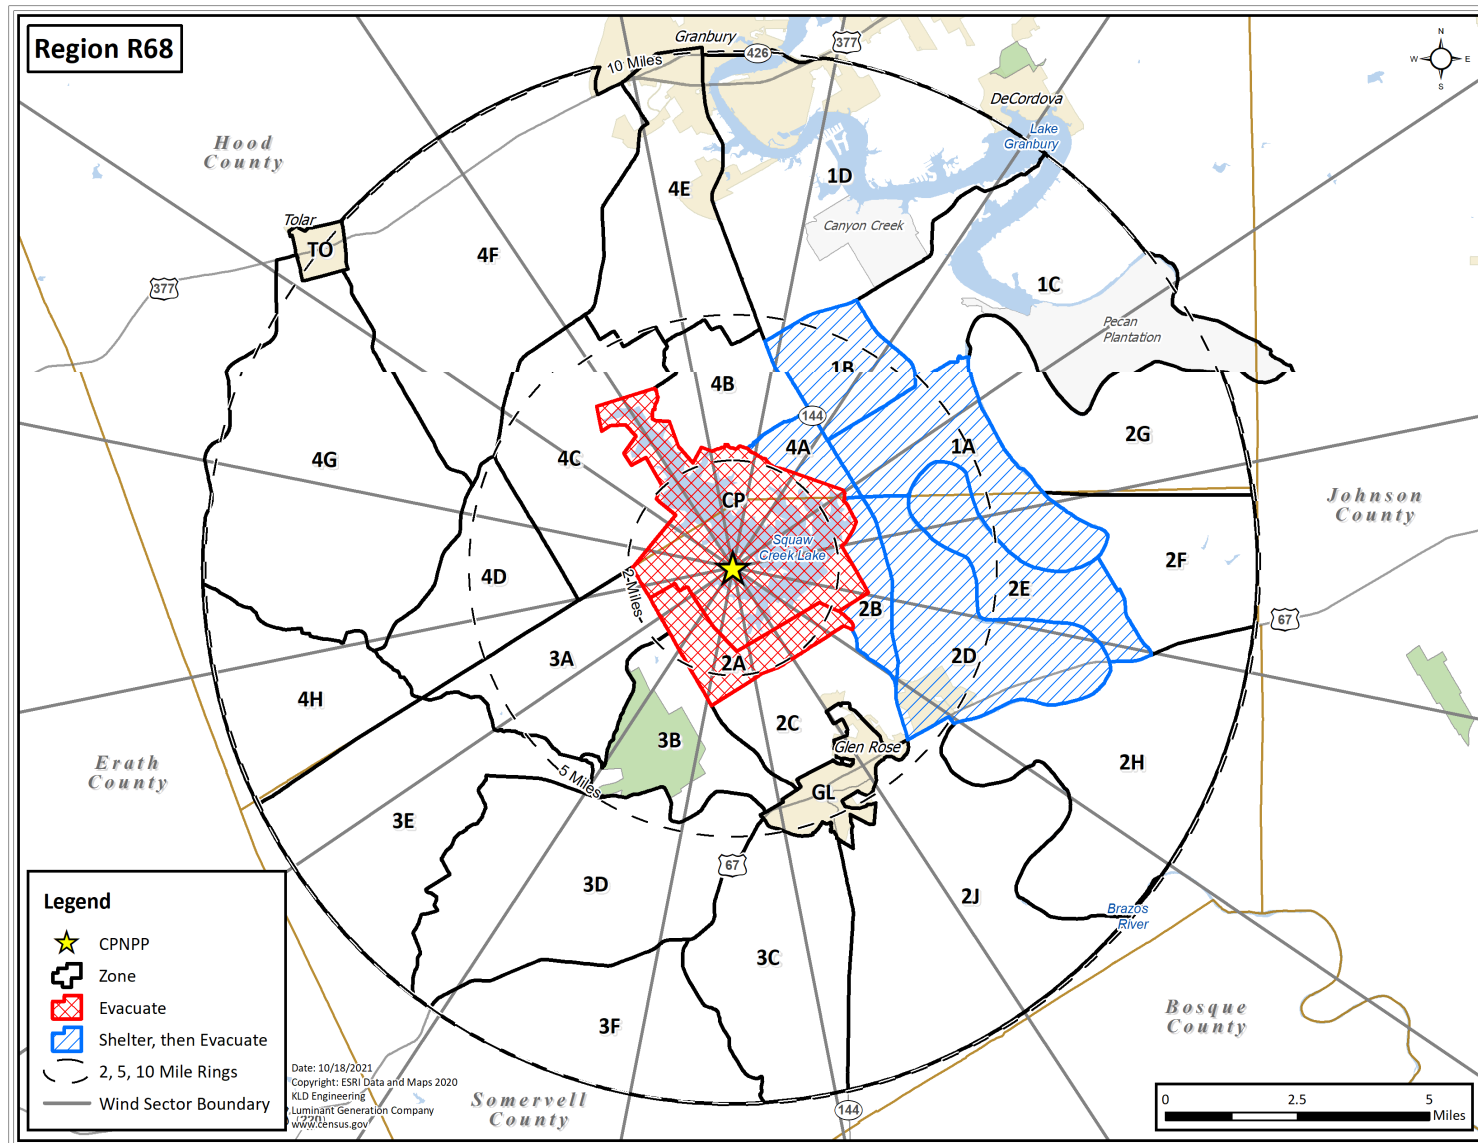 Region R68
Granbury
377
426
10 Miles
N
W E
S
DeCordova
Lake
Granbury
Hood
County
4E
1D
Tolar
TO
Canyon Creek
4F
377
1C
Pecan
Plantation
1B
4B
144
4A
1A
2G
4G
4C
CP
Johnson
County
Squaw
Creek Lake
2F
4D
2 Miles
2E
2B
67
3A
2D
2A
4H
2C
3B
Glen Rose
Erath
County
2H
5 Miles
GL
3E
67
3D
2J
Brazos
River
3C
Bosque
County
3F
Legend
CPNPP
Zone
Evacuate
Shelter, then Evacuate
2, 5, 10 Mile Rings
Wind Sector Boundary
Date: 10/18/2021
Copyright: ESRI Data and Maps 2020
KLD Engineering
Luminant Generation Company
www.census.gov
220
Somervell
County
144
0 2.5 5
Miles